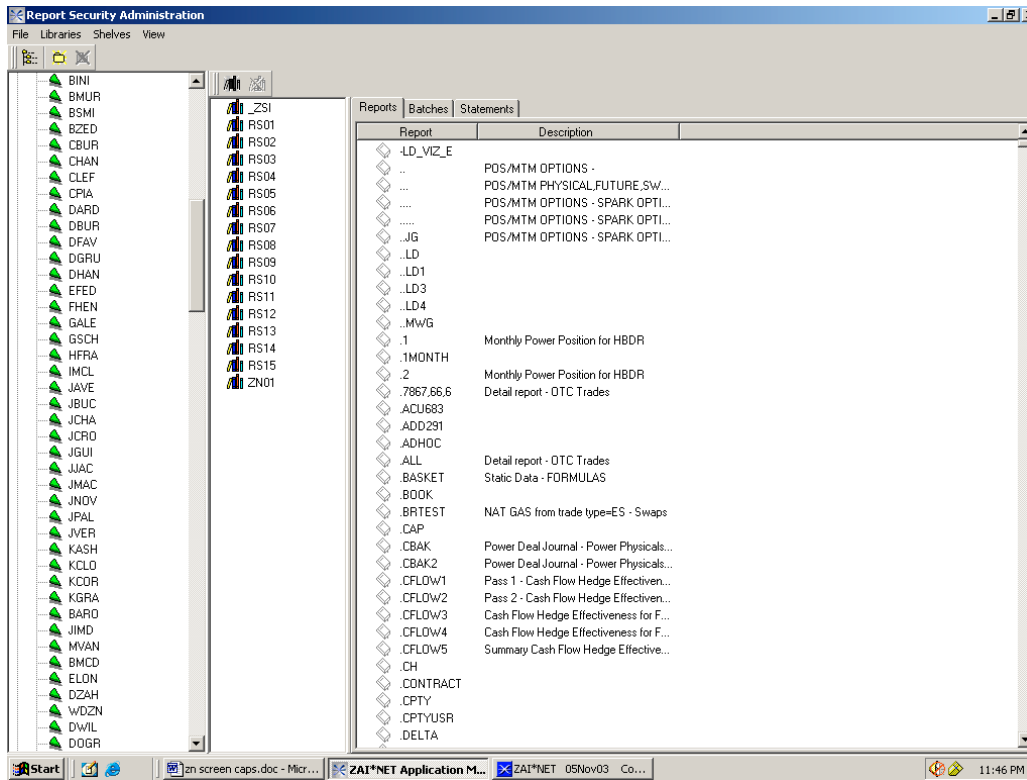 Report Security Administration
File Libraries Shelves View
BINI
BMUR
BSMI
BZED
CBUR
CHAN
CLEF
CPIA
DARD
DBUR
DFAV
DGRU
DHAN
EFED
FHEN
GALE
GSCH
HFRA
IMCL
JAVE
JBUC
JCHA
JCRO
JGUI
JJAC
JMAC
JNOV
JPAL
JVER
KASH
KCLO
KCOR
KGRA
BARO
JIMD
MVAN
BMCD
ELON
DZAH
WDZN
DWIL
DOGR
_ZSI
RS01
RS02
RS03
RS04
RS05
RS06
RS07
RS08
RS09
RS10
RS11
RS12
RS13
RS14
RS15
ZN01
Reports Batches Statements
Report Description
-LD_VIZ_E
.. POS/MTM OPTIONS -
... POS/MTM PHYSICAL,FUTURE,SW...
.... POS/MTM OPTIONS - SPARK OPTI...
..... POS/MTM OPTIONS - SPARK OPTI...
..JG POS/MTM OPTIONS - SPARK OPTI...
..LD
..LD1
..LD3
..LD4
..MWG
.1 Monthly Power Position for HBDR
.1MONTH
.2 Monthly Power Position for HBDR
.7867,66,6 Detail report - OTC Trades
.ACU683
.ADD291
.ADHOC
.ALL Detail report - OTC Trades
.BASKET Static Data - FORMULAS
.BOOK
.BRTEST NAT GAS from trade type=ES - Swaps
.CAP
.CBAK Power Deal Journal - Power Physicals...
.CBAK2 Power Deal Journal - Power Physicals...
.CFLOW1 Pass 1 - Cash Flow Hedge Effectiven...
.CFLOW2 Pass 2 - Cash Flow Hedge Effectiven...
.CFLOW3 Cash Flow Hedge Effectiveness for F...
.CFLOW4 Cash Flow Hedge Effectiveness for F...
.CFLOW5 Summary Cash Flow Hedge Effective...
.CH
.CONTRACT
.CPTY
.CPTYUSR
.DELTA
Start zn screen caps.doc - Micr... ZAI*NET Application M... ZAI*NET 05Nov03 Co... 11:46 PM